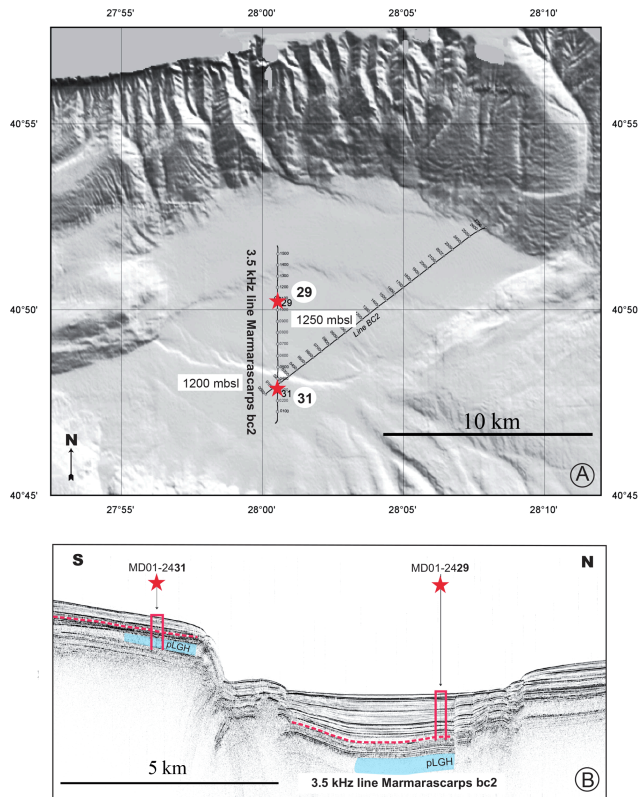 27°55' 28°00' 28°05' 28°10'
40°55'
40°55'
3.5 kHz line Marmarascarps bc2
29
29
40°50'
1250 mbsl
40°50'
Line BC2
1200 mbsl
31
31
10 km
N
A
40°45'
40°45'
27°55' 28°00' 28°05' 28°10'
S
MD01-2431
MD01-2429
N
pLGH
pLGH
5 km
3.5 kHz line Marmarascarps bc2
B